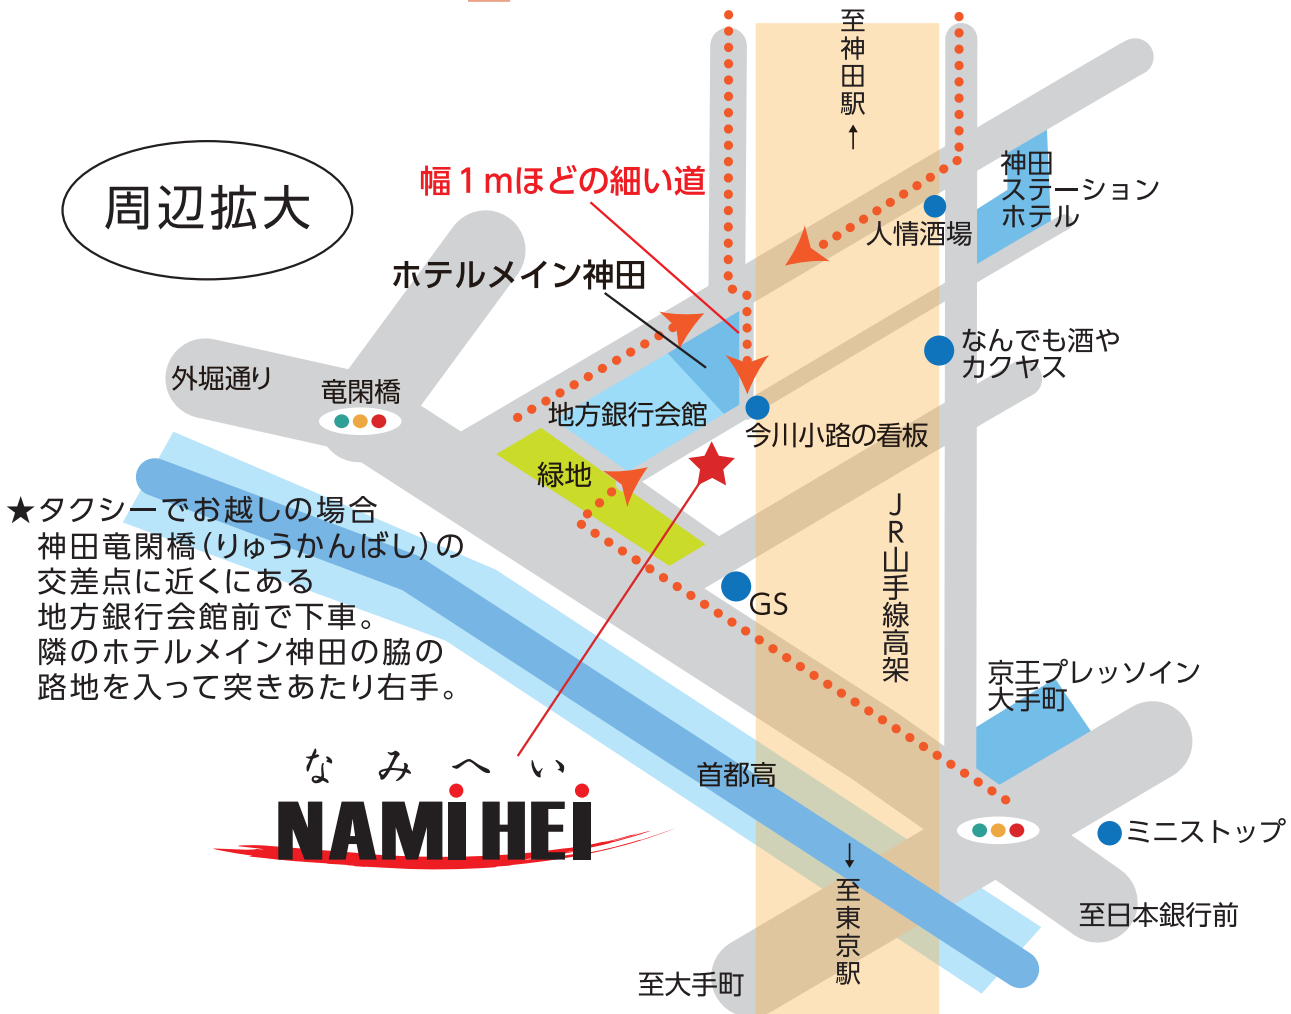 至神田駅
周辺拡大
幅1mほどの細い道
神田
ステーション
ホテル
人情酒場
ホテルメイン神田
なんでも酒や
カクヤス
外堀通り
竜閑橋
地方銀行会館
今川小路の看板
緑地
JR山手線高架
★タクシーでお越しの場合
神田竜閑橋(りゅうかんばし)の
交差点に近くにある
地方銀行会館前で下車。
隣のホテルメイン神田の脇の
路地を入って突きあたり右手。
GS
京王プレッソイン
大手町
なみへい
NAMiHEi
首都高
ミニストップ
至東京駅
至日本銀行前
至大手町